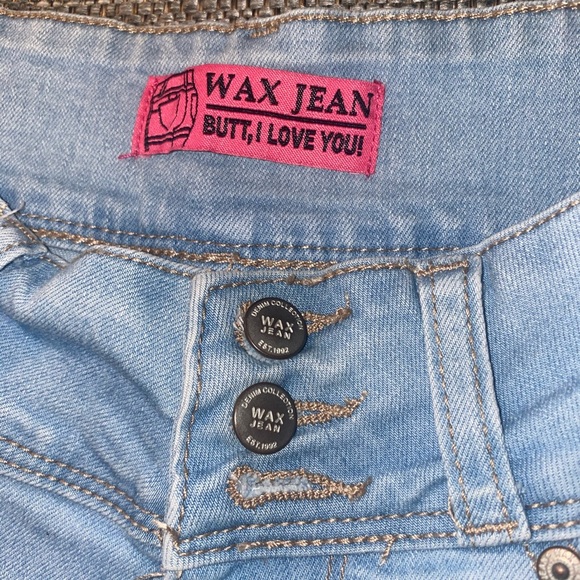 WAX JEAN
BUTT, I LOVE YOU!
DENIM COLLECTION
WAX
JEAN
EST.1992
DENIM COLLECTION
WAX
JEAN
EST.1992